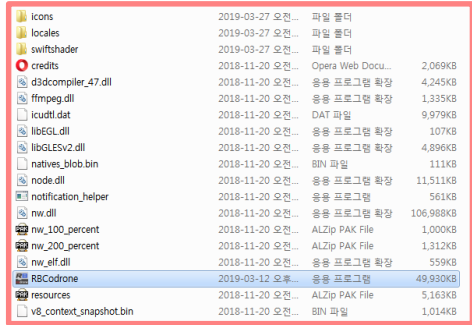 icons 2019-03-27 오전... 파일 폴더
locales 2019-03-27 오전... 파일 폴더
swiftshader 2019-03-27 오전... 파일 폴더
credits 2018-11-20 오전... Opera Web Docu... 2,069KB
d3dcompiler_47.dll 2018-11-20 오전... 응용 프로그램 확장 4,245KB
ffmpeg.dll 2018-11-20 오전... 응용 프로그램 확장 1,335KB
icudtl.dat 2018-11-20 오전... DAT 파일 9,979KB
libEGL.dll 2018-11-20 오전... 응용 프로그램 확장 107KB
libGLESv2.dll 2018-11-20 오전... 응용 프로그램 확장 4,896KB
natives_blob.bin 2018-11-20 오전... BIN 파일 111KB
node.dll 2018-11-20 오전... 응용 프로그램 확장 11,511KB
notification_helper 2018-11-20 오전... 응용 프로그램 561KB
nw.dll 2018-11-20 오전... 응용 프로그램 확장 106,988KB
nw_100_percent 2018-11-20 오전... ALZip PAK File 1,000KB
nw_200_percent 2018-11-20 오전... ALZip PAK File 1,312KB
nw_elf.dll 2018-11-20 오전... 응용 프로그램 확장 559KB
RBCodrone 2019-03-12 오후... 응용 프로그램 49,930KB
resources 2018-11-20 오전... ALZip PAK File 5,163KB
v8_context_snapshot.bin 2018-11-20 오전... BIN 파일 1,014KB